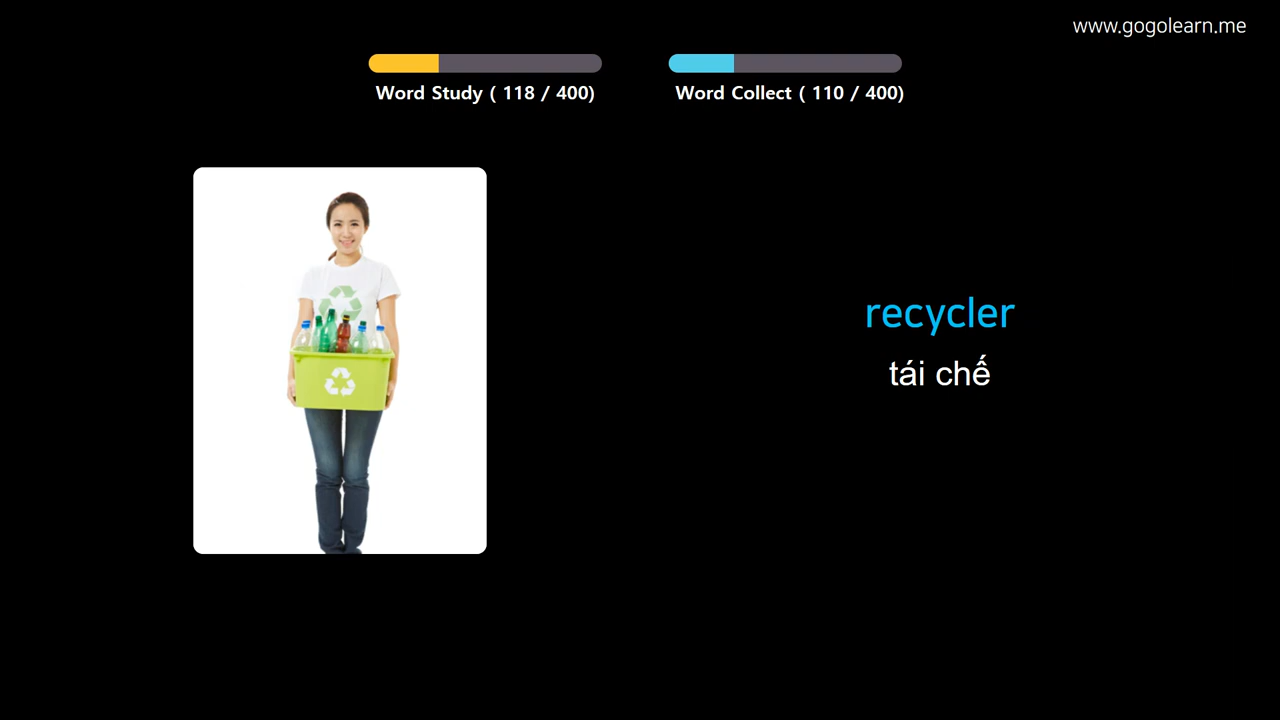 www.gogolearn.me
Word Study ( 118 / 400)
Word Collect ( 110 / 400)
recycler
tái chế